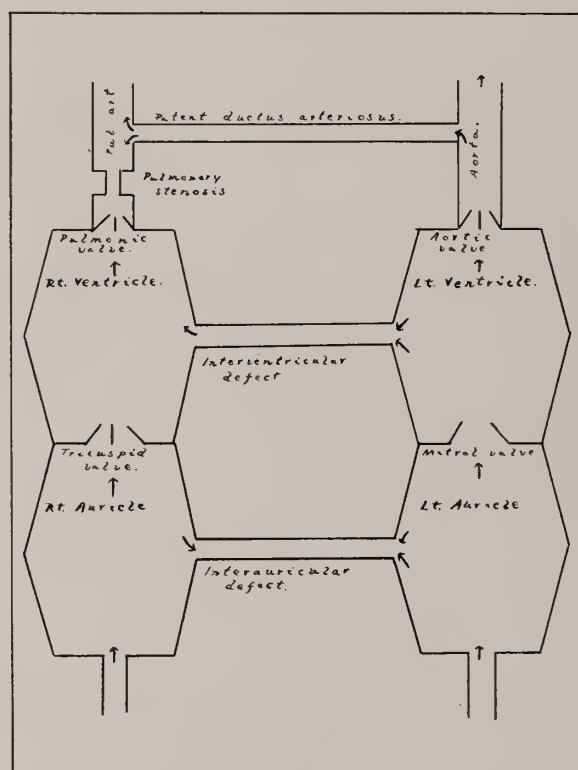 Pul art
Patent ductus arteriosus.
Aorta.
Pulmonary
stenosis
Pulmonic
valve.
Aortic
valve
Rt. Ventricle.
Lt. Ventricle.
Interventricular
defect
Tricuspid
valve.
Mitral valve
Rt. Auricle
Lt. Auricle
Interauricular
defect.